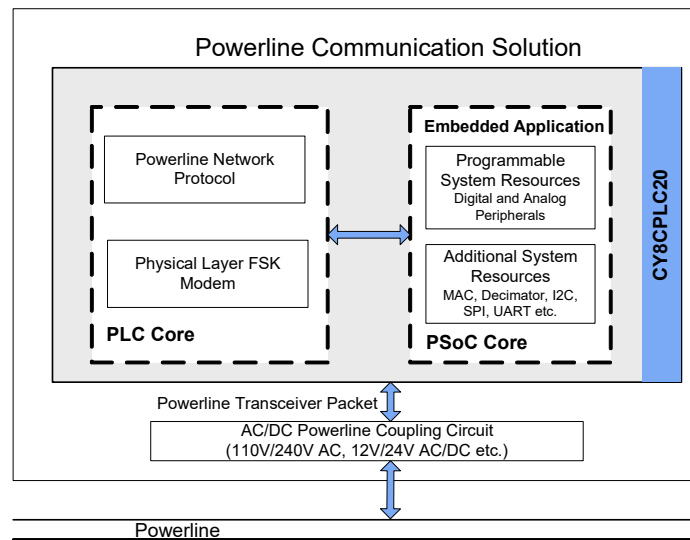 Powerline Communication Solution
Powerline Network
Protocol
Physical Layer FSK
Modem
PLC Core
Embedded Application
Programmable
System Resources
Digital and Analog
Peripherals
Additional System
Resources
MAC, Decimator, I2C,
SPI, UART etc.
PSoC Core
CY8CPLC20
Powerline Transceiver Packet
AC/DC Powerline Coupling Circuit
(110V/240V AC, 12V/24V AC/DC etc.)
Powerline